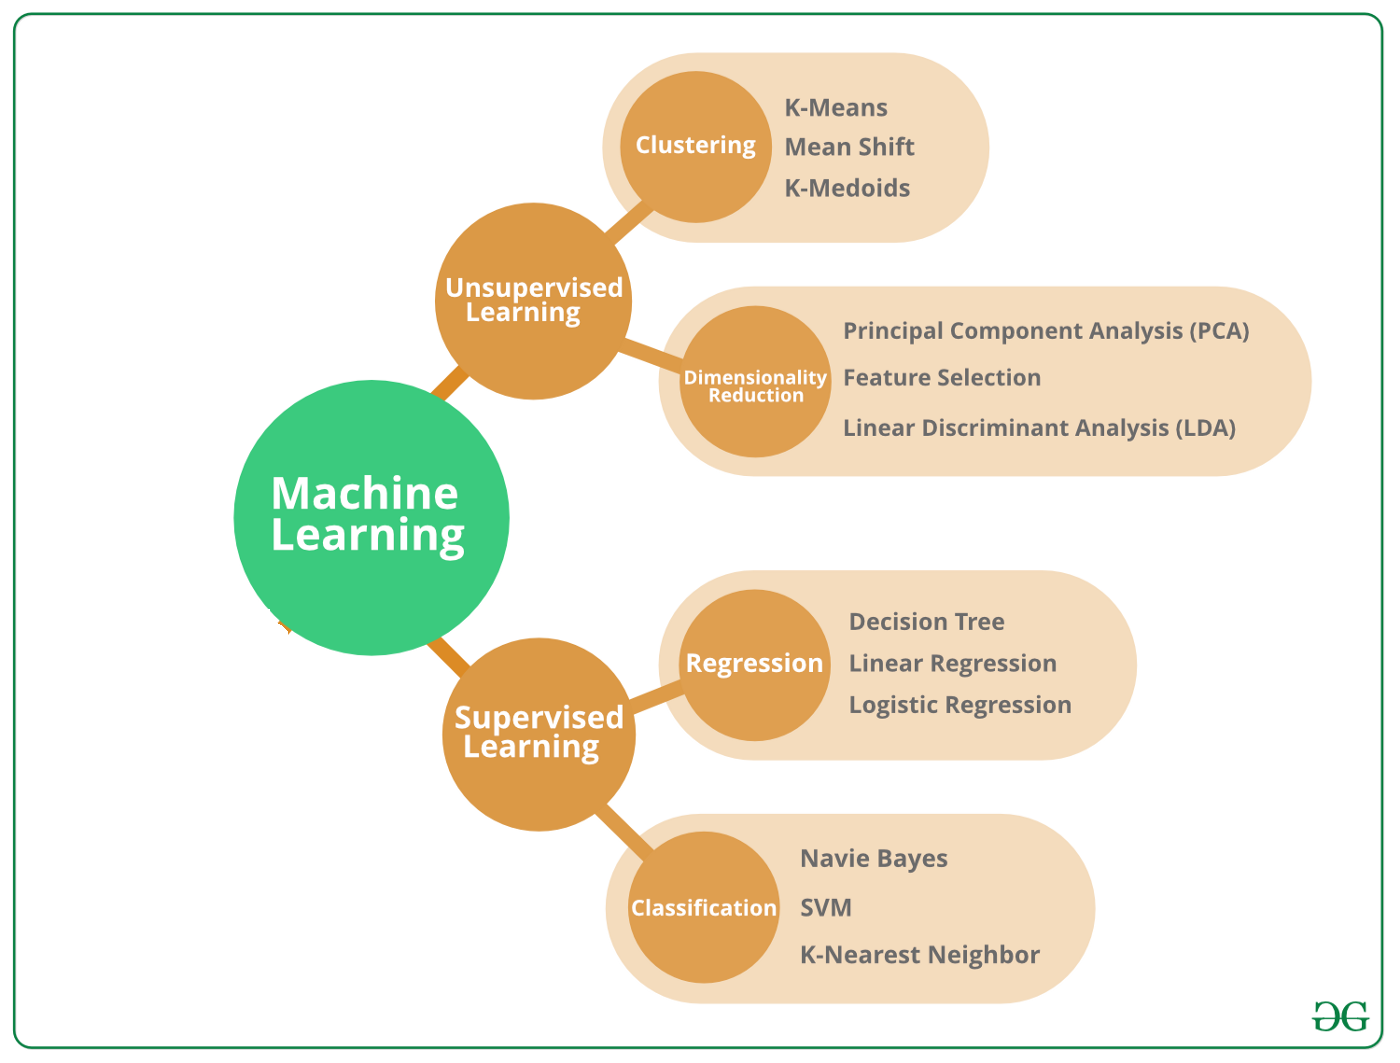 K-Means
Clustering
Mean Shift
K-Medoids
Unsupervised
Learning
Principal Component Analysis (PCA)
Dimensionality
Reduction
Feature Selection
Linear Discriminant Analysis (LDA)
Machine
Learning
Decision Tree
Regression
Linear Regression
Logistic Regression
Supervised
Learning
Navie Bayes
Classification
SVM
K-Nearest Neighbor